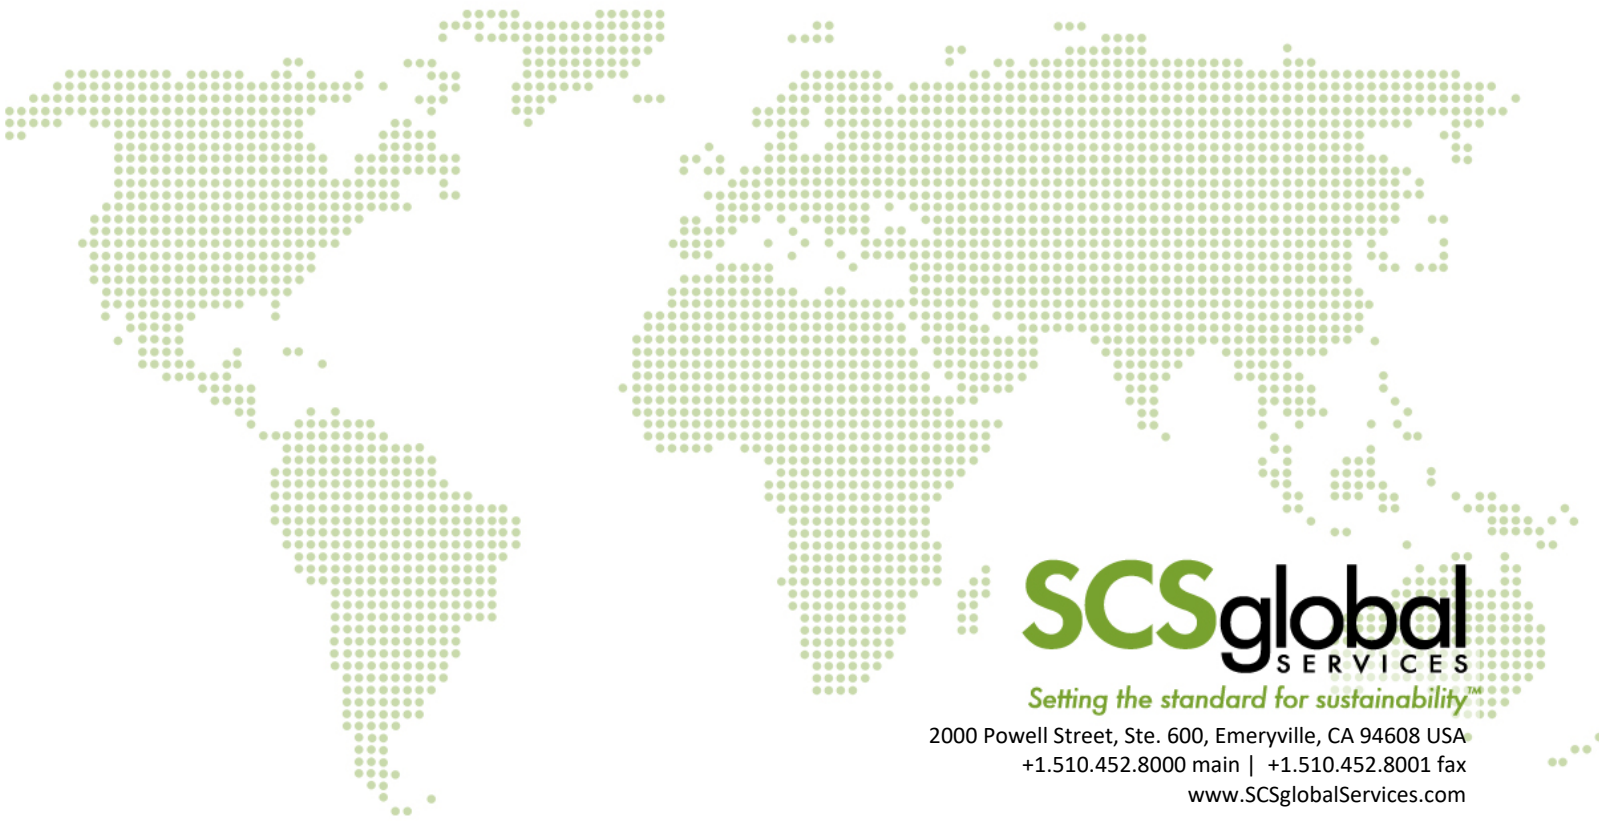 SCSglobal
SERVICES
Setting the standard for sustainability™
2000 Powell Street, Ste. 600, Emeryville, CA 94608 USA
+1.510.452.8000 main | +1.510.452.8001 fax
www.SCSglobalServices.com